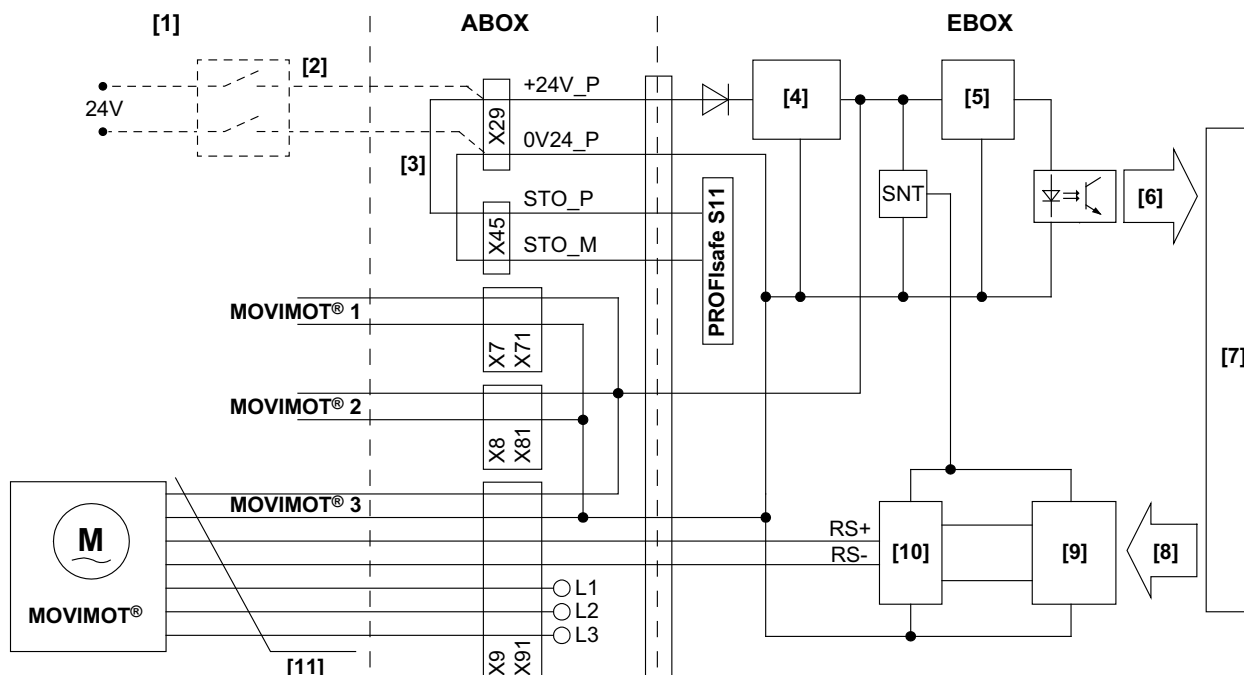 [1] ABOX EBOX
[2]
24V
+24V_P
X29
[4]
[5]
0V24_P
[3]
STO_P
X45
STO_M
PROFIsafe S11
SNT
[6]
[7]
MOVIMOT® 1
X7 X71
MOVIMOT® 2
X8 X81
MOVIMOT® 3
M
MOVIMOT®
RS+
RS-
[10]
[9]
[8]
L1
L2
L3
X9 X91
[11]